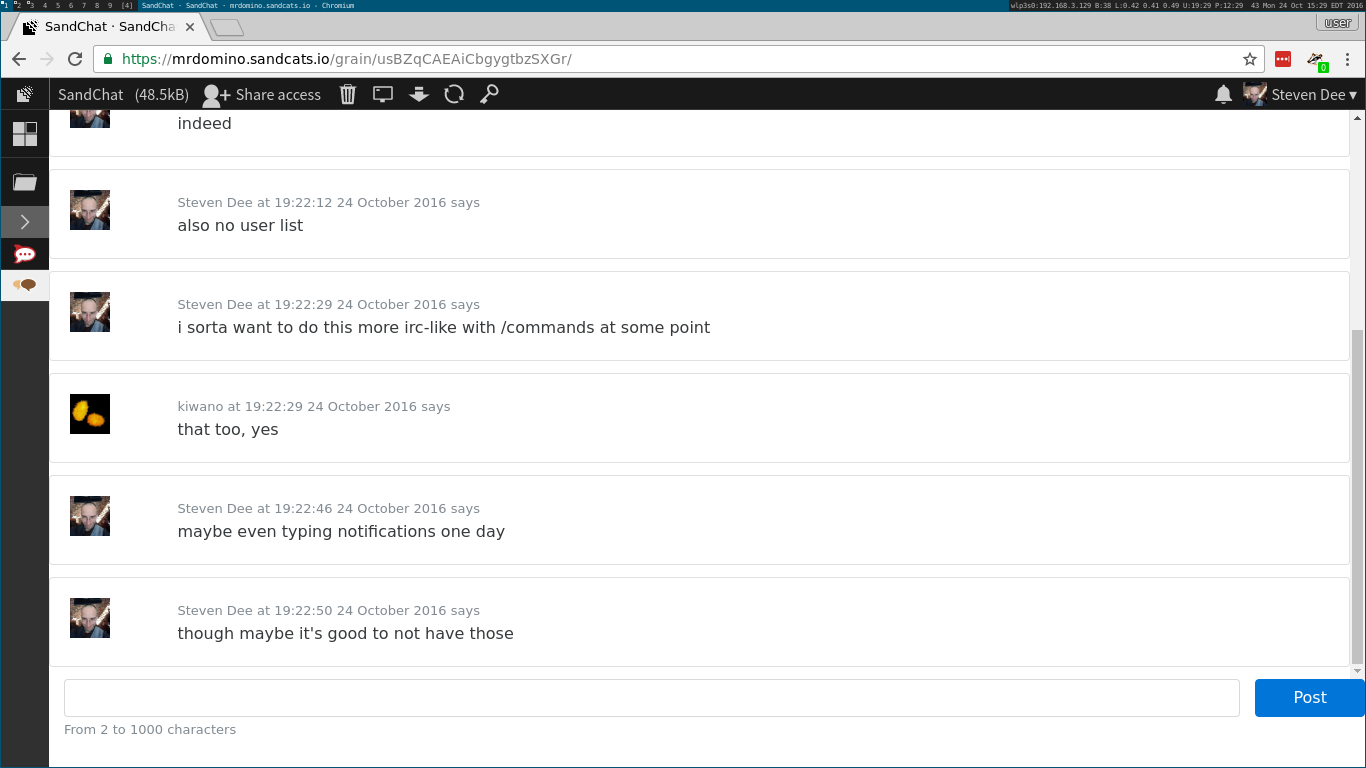 1 2 3 4 5 6 7 8 9 [4] SandChat · SandChat · mrdomino.sandcats.io - Chromium wlp3s0:192.168.3.129 B:38 L:0.42 0.41 0.49 U:19:29 P:12:29 43 Mon 24 Oct 15:29 EDT 2016
SandChat · SandCha user
https://mrdomino.sandcats.io/grain/usBZqCAEAiCbgygtbzSXGr/ 0
SandChat (48.5kB) Share access Steven Dee ▾
indeed
Steven Dee at 19:22:12 24 October 2016 says
also no user list
Steven Dee at 19:22:29 24 October 2016 says
i sorta want to do this more irc-like with /commands at some point
kiwano at 19:22:29 24 October 2016 says
that too, yes
Steven Dee at 19:22:46 24 October 2016 says
maybe even typing notifications one day
Steven Dee at 19:22:50 24 October 2016 says
though maybe it's good to not have those
Post
From 2 to 1000 characters